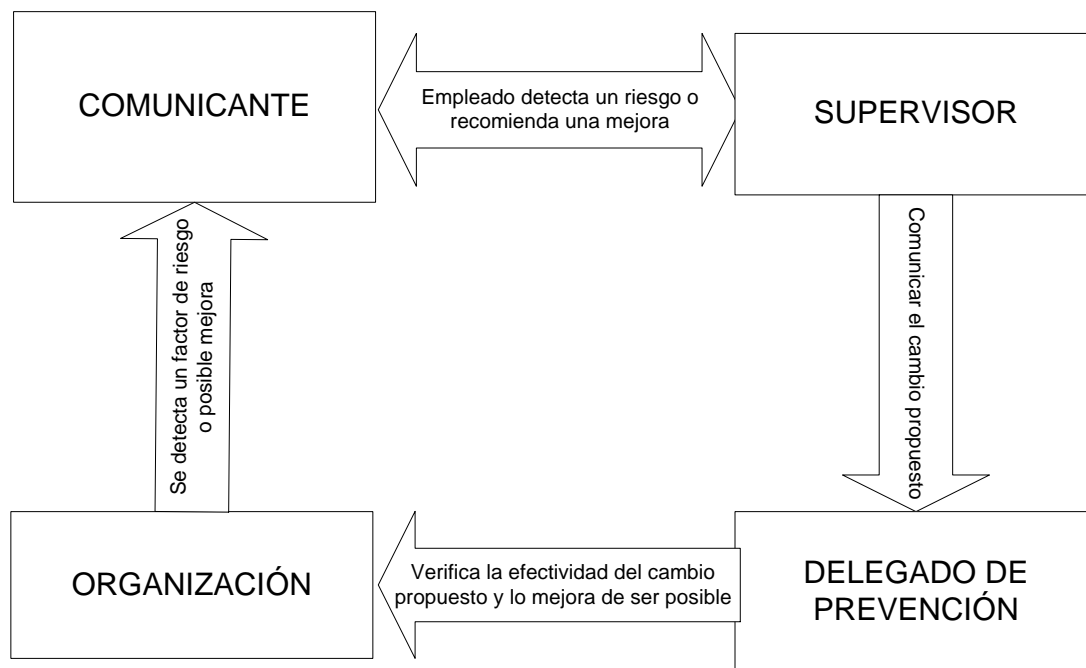 COMUNICANTE
Empleado detecta un riesgo o
recomienda una mejora
SUPERVISOR
Se detecta un factor de riesgo
o posible mejora
Comunicar el cambio propuesto
ORGANIZACIÓN
Verifica la efectividad del cambio
propuesto y lo mejora de ser posible
DELEGADO DE
PREVENCIÓN